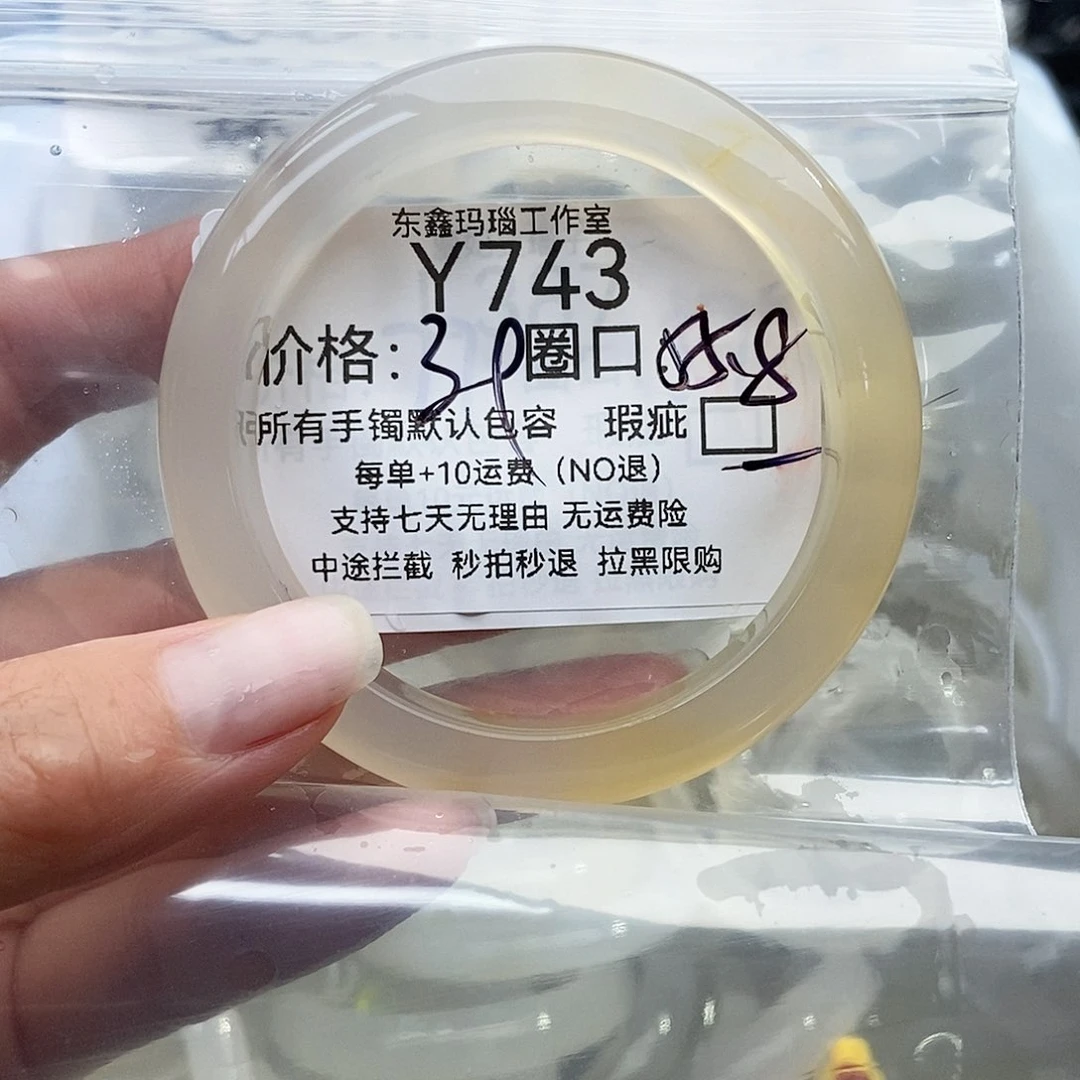 东鑫玛瑙工作室
Y743
价格: 圈口
所有手镯默认包容 瑕疵
每单+10运费（NO退）
支持七天无理由 无运费险
中途拦截 秒拍秒退 拉黑限购